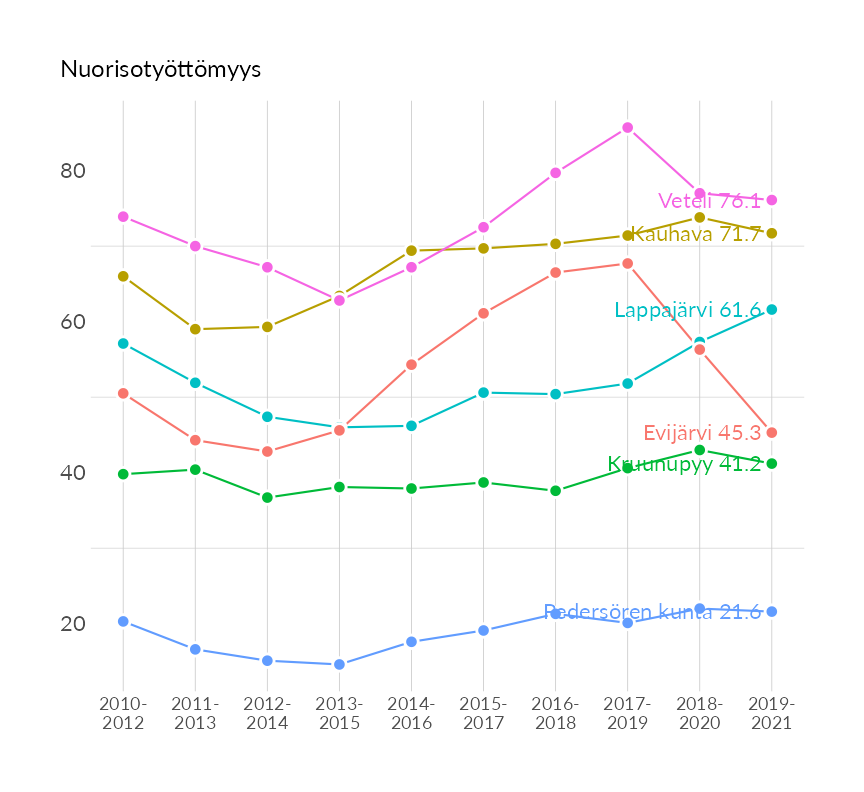 Nuorisotyöttömyys
80
Veteli 76.1
Kauhava 71.7
60
Lappajärvi 61.6
Evijärvi 45.3
Kruunupyy 41.2
40
Pedersören kunta 21.6
20
2010- 2011- 2012- 2013- 2014- 2015- 2016- 2017- 2018- 2019-
2012 2013 2014 2015 2016 2017 2018 2019 2020 2021